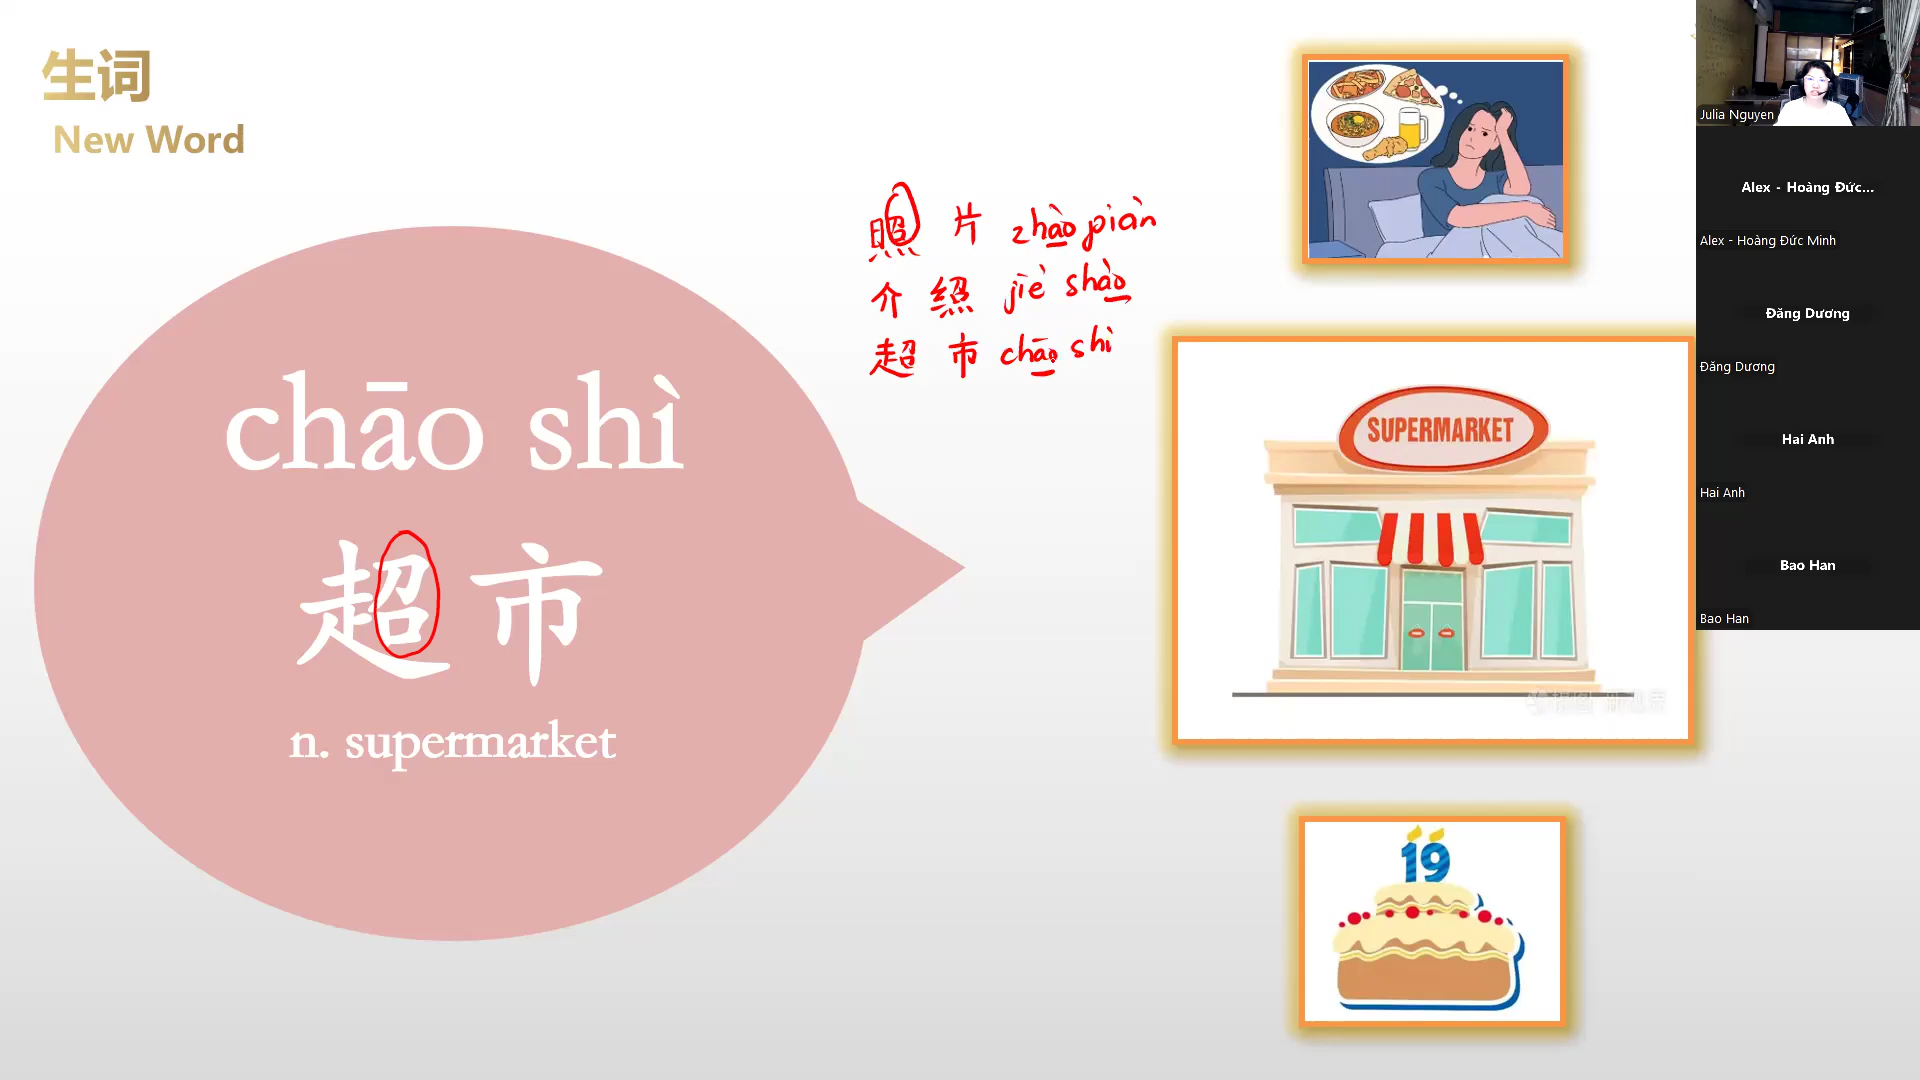 生词
New Word
照 片 zhào piàn
介 绍 jiè shào
超 市 chāo shì
chāo shì
超市
n. supermarket
SUPERMARKET
19
Julia Nguyen
Alex - Hoàng Đức...
Alex - Hoàng Đức Minh
Đăng Dương
Đăng Dương
Hai Anh
Hai Anh
Bao Han
Bao Han